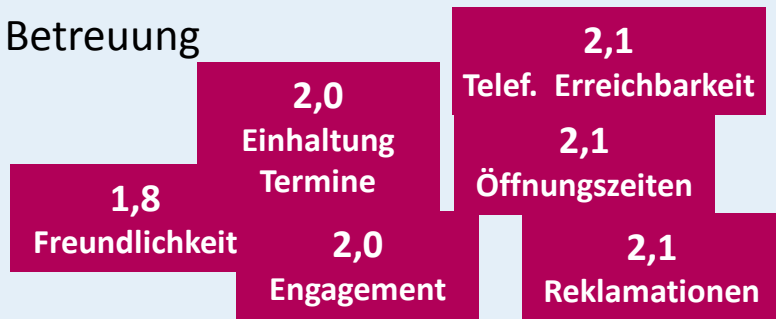 Betreuung
2,1
Telef. Erreichbarkeit
2,0
Einhaltung
Termine
2,1
Öffnungszeiten
1,8
Freundlichkeit
2,0
Engagement
2,1
Reklamationen